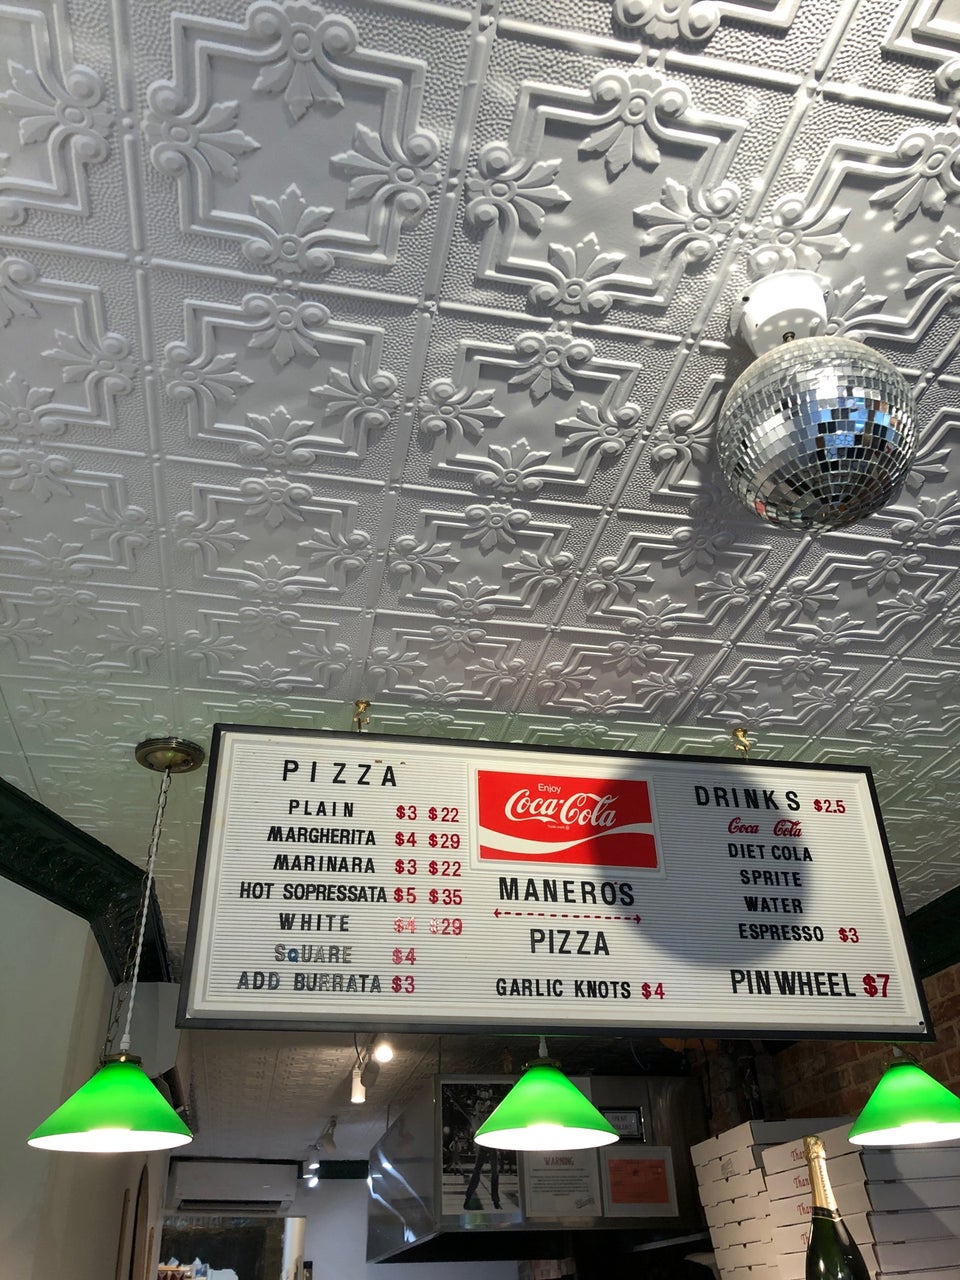 PIZZA
PLAIN $3 $22
MARGHERITA $4 $29
MARINARA $3 $22
HOT SOPRESSATA $5 $35
WHITE $4 $29
SQUARE $4
ADD BURRATA $3
Enjoy
Coca-Cola
MANERO'S
PIZZA
GARLIC KNOTS $4
DRINKS $2.5
Coca Cola
DIET COLA
SPRITE
WATER
ESPRESSO $3
PINWHEEL $7
WARNING